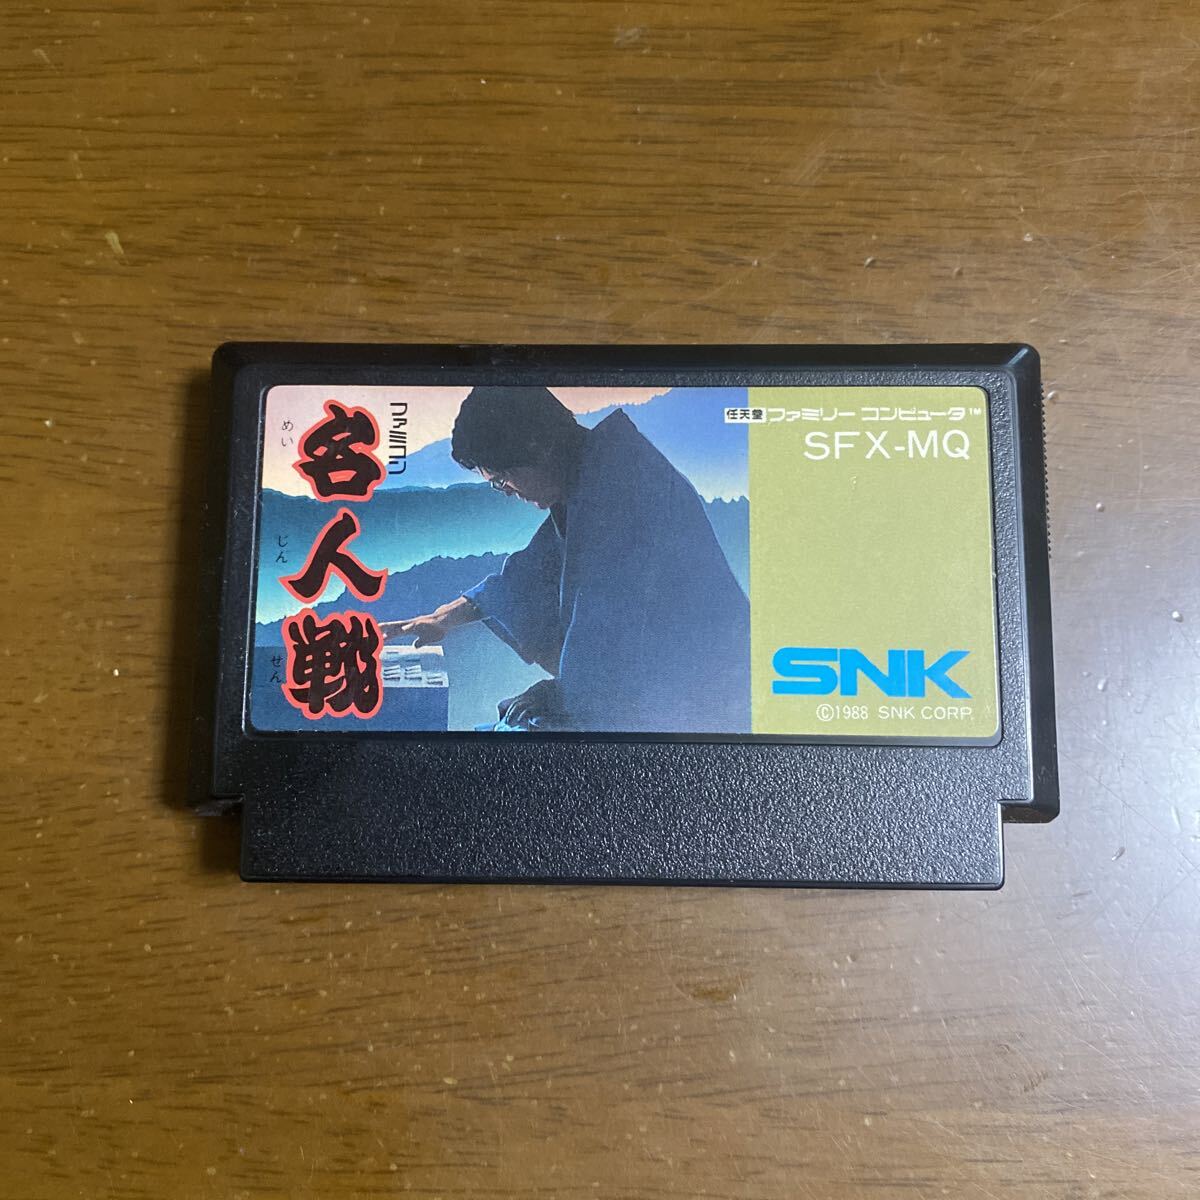 ファミコン
名人戦
めい
じん
せん
任天堂 ファミリー コンピュータ™
SFX-MQ
SNK
©1988 SNK CORP